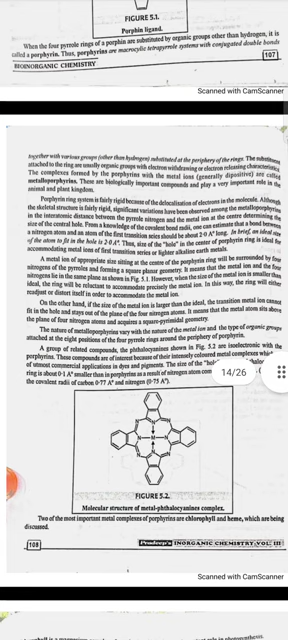 FIGURE 5.1.
Porphin ligand.
When the four pyrrole rings of a porphin are substituted by organic groups other than hydrogen, it is
called a porphyrin. Thus, porphyrins are macrocylic tetrapyrrole systems with conjugated double bonds
BIOINORGANIC CHEMISTRY
107
Scanned with CamScanner
together with various groups (other than hydrogen) substituted at the periphery of the rings. The substituents
attached to the ring are usually organic groups with electron withdrawing or electron releasing characteristics.
The complexes formed by the porphyrins with the metal ions (generally dipositive) are called
metalloporphyrins. These are biologically important compounds and play a very important role in the
animal and plant kingdom.
Porphyrin ring system is fairly rigid because of the delocalisation of electrons in the molecule. Although
the skeletal structure is fairly rigid, significant variations have been observed among the metalloporphyrins
in the interatomic distance between the pyrrole nitrogen and the metal ion at the centre determining the
size of the central hole. From a knowledge of the covalent bond radii, one can estimate that a bond between
a nitrogen atom and an atom of the first transition series should be about 2·0 A° long. In brief, an ideal size
of the atom to fit in the hole is 2·0 A°. Thus, size of the "hole" in the center of porphyrin ring is ideal for
accommodating metal ions of first transition series or lighter alkaline earth metals.
A metal ion of appropriate size sitting at the centre of the porphyrin ring will be surrounded by four
nitrogens of the pyrroles and forming a square planar geometry. It means that the metal ion and the four
nitrogens lie in the same plane as shown in Fig. 5.1. However, when the size of the metal ion is smaller than
ideal, the ring will be reluctant to accommodate precisely the metal ion. In this way, the ring will either
readjust or distort itself in order to accommodate the metal ion.
On the other hand, if the size of the metal ion is larger than the ideal, the transition metal ion cannot
fit in the hole and stays out of the plane of the four nitrogen atoms. It means that the metal atom sits above
the plane of four nitrogen atoms and acquires a square-pyrimidal geometry.
The nature of metalloporphyrins vary with the nature of the metal ion and the type of organic groups
attached at the eight positions of the four pyrrole rings around the periphery of porphyrin.
A group of related compounds, the phthalocyanines shown in Fig. 5.2 are isoelectronic with the
porphyrins. These compounds are of interest because of their intensely coloured metal complexes which
of utmost commercial applications in dyes and pigments. The size of the "hol
ring is about 0·1 A° smaller than in porphyrins as a result of nitrogen atom com
14/26
the covalent radii of carbon 0·77 A° and nitrogen (0·75 A°).
N
M
FIGURE 5.2.
Molecular structure of metal-phthalocyanines complex.
Two of the most important metal complexes of porphyrins are chlorophyll and heme, which are being
discussed.
108
Pradeep's INORGANIC CHEMISTRY VOL. III
Scanned with CamScanner